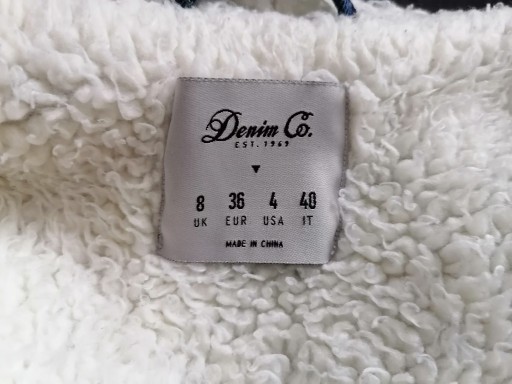 Denim Co.
EST. 1969
8 36 4 40
UK EUR USA IT
MADE IN CHINA